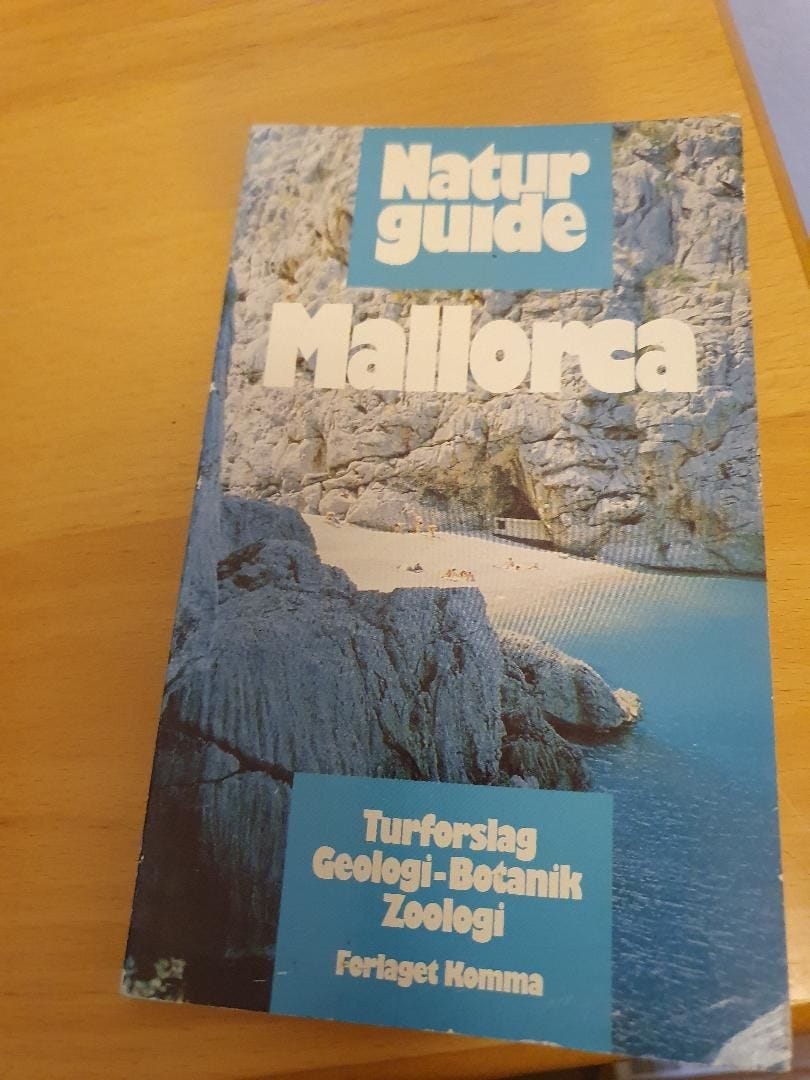 Natur
guide
Mallorca
Turforslag
Geologi-Botanik
Zoologi
Forlaget Komma